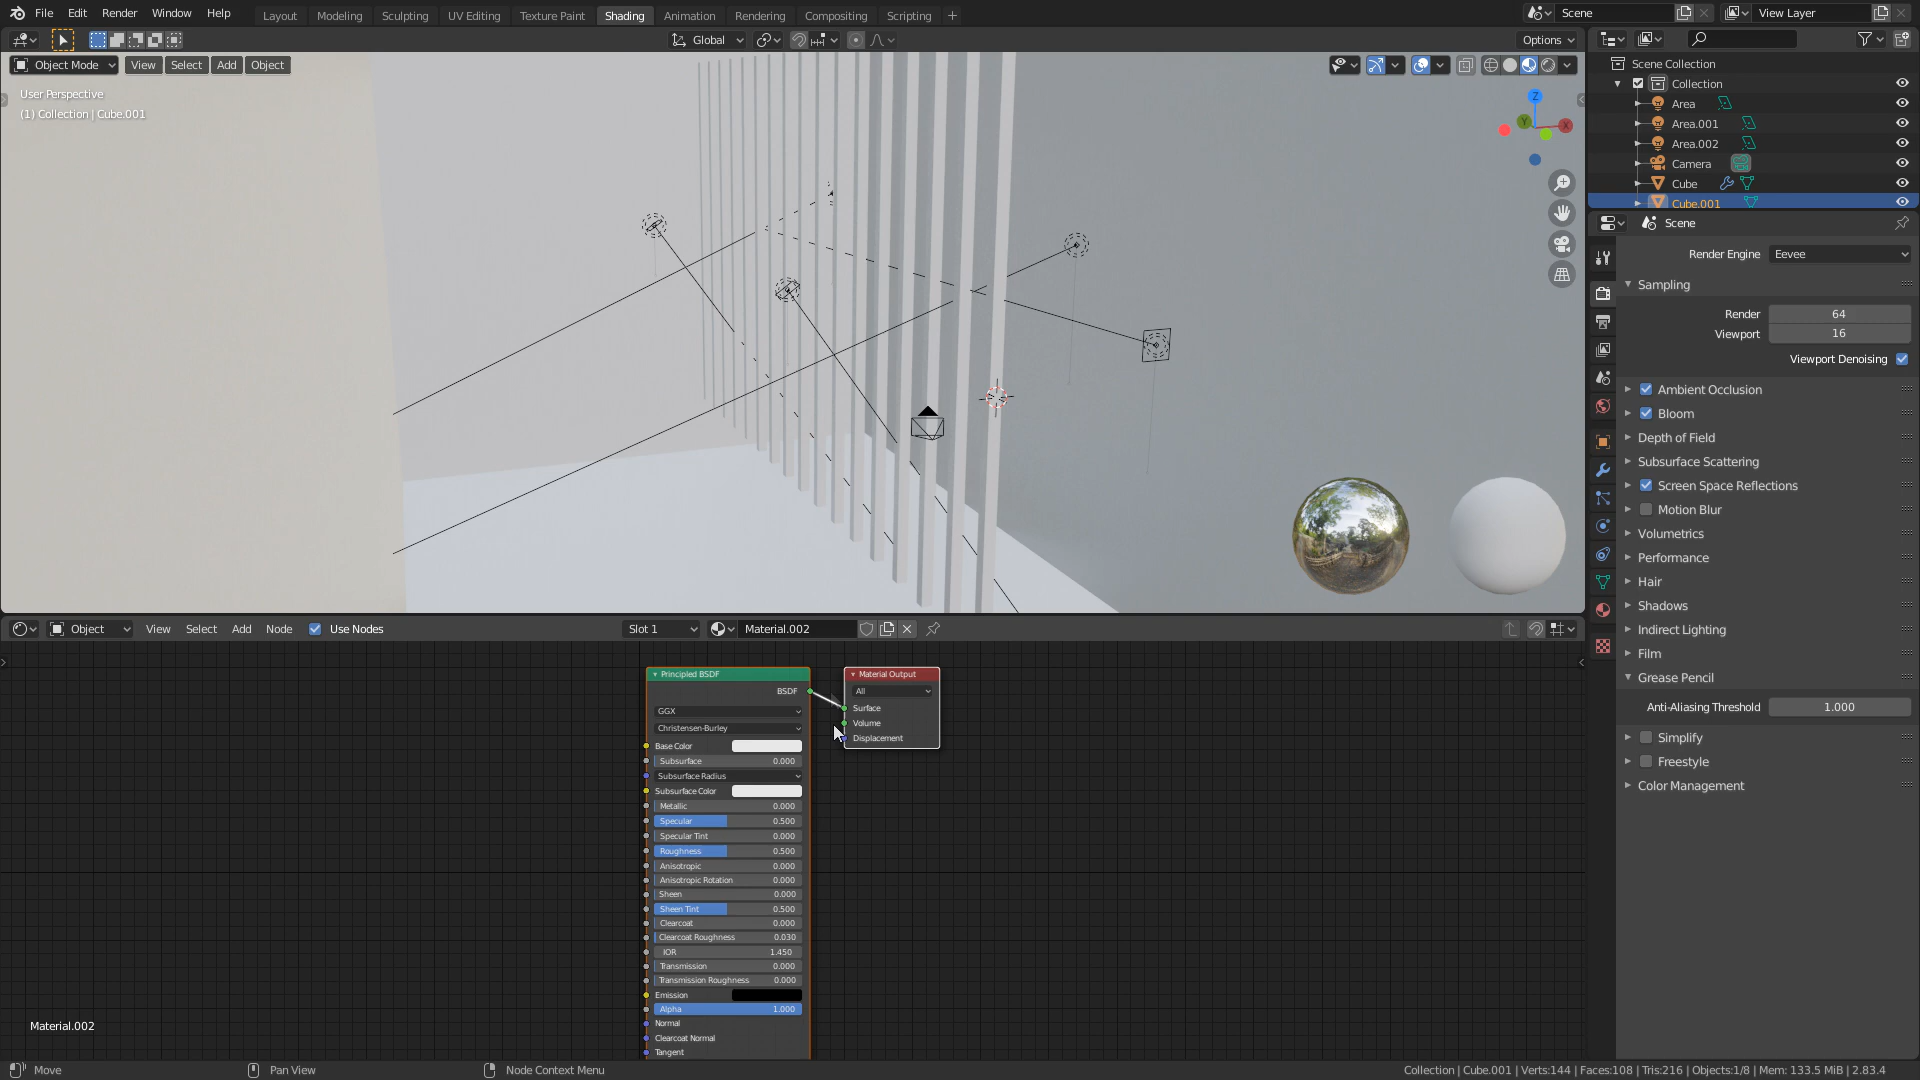 File Edit Render Window Help Layout Modeling Sculpting UV Editing Texture Paint Shading Animation Rendering Compositing Scripting + Scene View Layer
Global Options
Object Mode View Select Add Object
User Perspective
(1) Collection | Cube.001
Z
Y
X
Scene Collection
Collection
Area
Area.001
Area.002
Camera
Cube
Cube.001
Scene
Render Engine Eevee
Sampling
Render 64
Viewport 16
Viewport Denoising
Ambient Occlusion
Bloom
Depth of Field
Subsurface Scattering
Screen Space Reflections
Motion Blur
Volumetrics
Performance
Hair
Shadows
Indirect Lighting
Film
Grease Pencil
Anti-Aliasing Threshold 1.000
Simplify
Freestyle
Color Management
Object View Select Add Node Use Nodes Slot 1 Material.002
Principled BSDF
BSDF
GGX
Christensen-Burley
Base Color
Subsurface 0.000
Subsurface Radius
Subsurface Color
Metallic 0.000
Specular 0.500
Specular Tint 0.000
Roughness 0.500
Anisotropic 0.000
Anisotropic Rotation 0.000
Sheen 0.000
Sheen Tint 0.500
Clearcoat 0.000
Clearcoat Roughness 0.030
IOR 1.450
Transmission 0.000
Transmission Roughness 0.000
Emission
Alpha 1.000
Normal
Clearcoat Normal
Tangent
Material Output
All
Surface
Volume
Displacement
Material.002
Move Pan View Node Context Menu Collection | Cube.001 | Verts:144 | Faces:108 | Tris:216 | Objects:1/8 | Mem: 133.5 MiB | 2.83.4